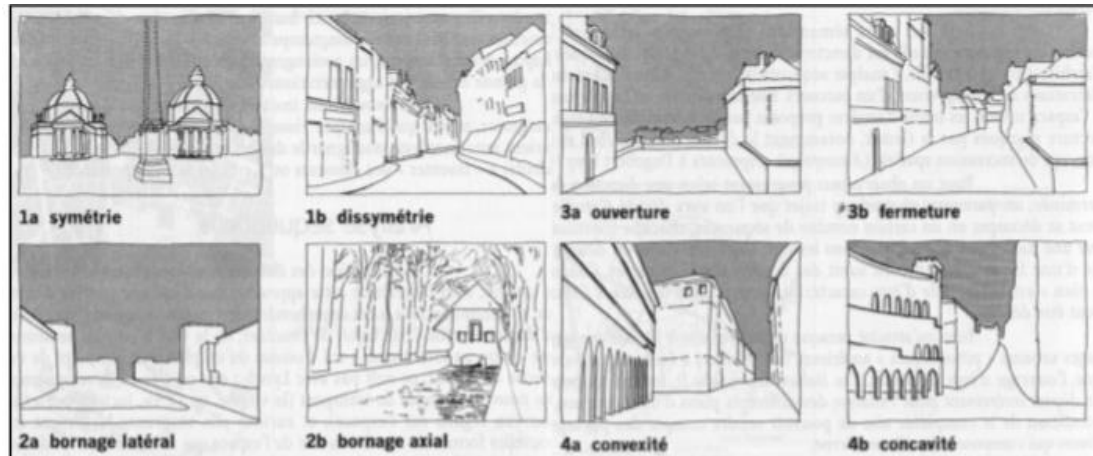 1a symétrie
1b dissymétrie
3a ouverture
3b fermeture
2a bornage latéral
2b bornage axial
4a convexité
4b concavité